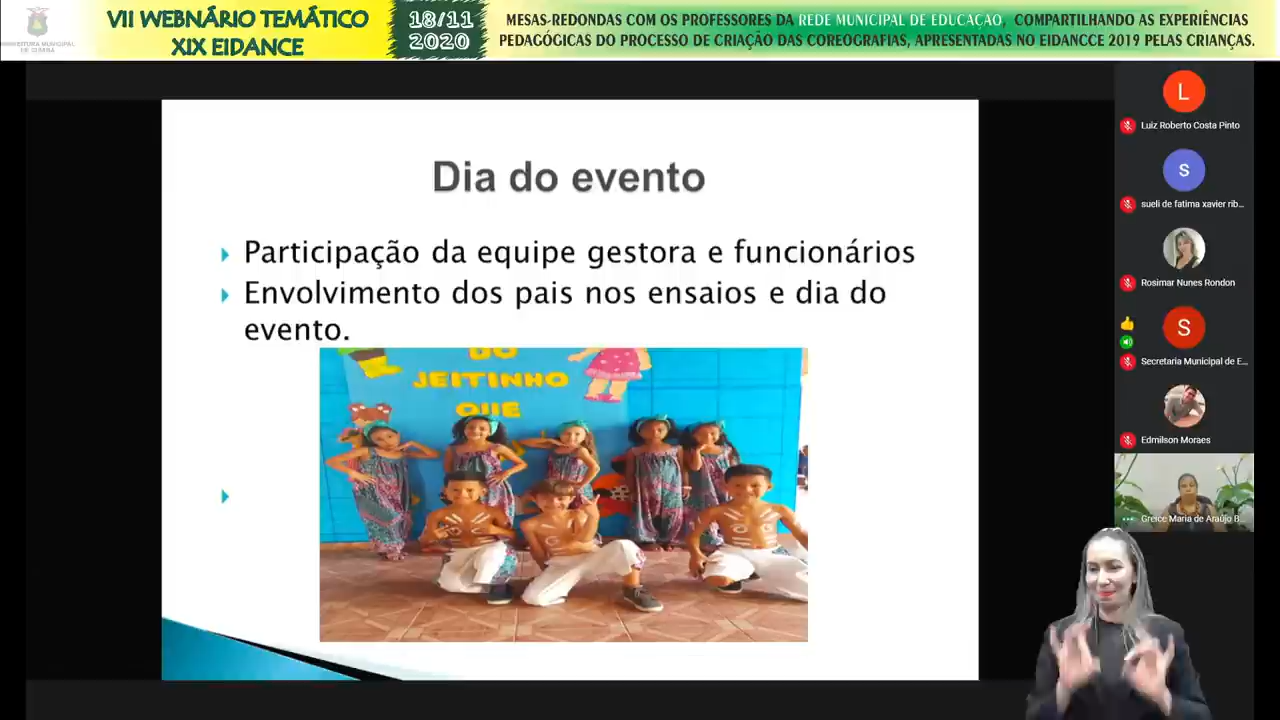 VII WEBNÁRIO TEMÁTICO
XIX EIDANCE
18/11
2020
MESAS-REDONDAS COM OS PROFESSORES DA REDE MUNICIPAL DE EDUCAÇÃO, COMPARTILHANDO AS EXPERIÊNCIAS
PEDAGÓGICAS DO PROCESSO DE CRIAÇÃO DAS COREOGRAFIAS, APRESENTADAS NO EIDANCCE 2019 PELAS CRIANÇAS.
Dia do evento
Participação da equipe gestora e funcionários
Envolvimento dos pais nos ensaios e dia do
evento.
DO
JEITINHO
QUE
L
Luiz Roberto Costa Pinto
s
sueli de fatima xavier rib...
Rosimar Nunes Rondon
S
Secretaria Municipal de E...
Edmilson Moraes
Greice Maria de Araújo B...